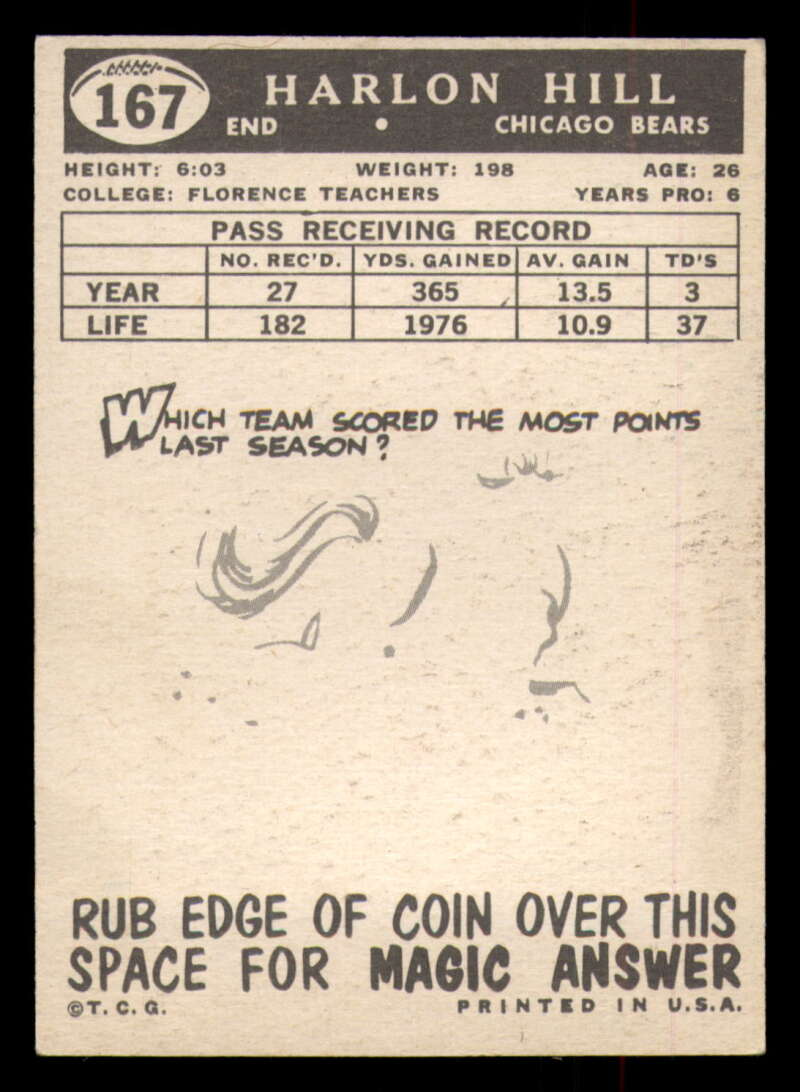 167
HARLON HILL
END • CHICAGO BEARS
HEIGHT: 6:03 WEIGHT: 198 AGE: 26
COLLEGE: FLORENCE TEACHERS YEARS PRO: 6
PASS RECEIVING RECORD
NO. REC'D. YDS. GAINED AV. GAIN TD'S
YEAR 27 365 13.5 3
LIFE 182 1976 10.9 37
WHICH TEAM SCORED THE MOST POINTS
LAST SEASON?
RUB EDGE OF COIN OVER THIS
SPACE FOR MAGIC ANSWER
©T. C. G. PRINTED IN U.S.A.